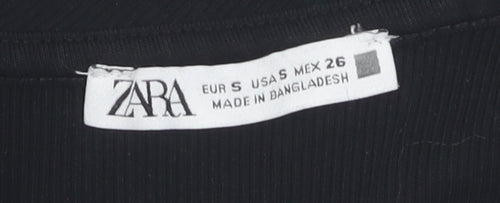 ZARA
EUR S USA S MEX 26
MADE IN BANGLADESH